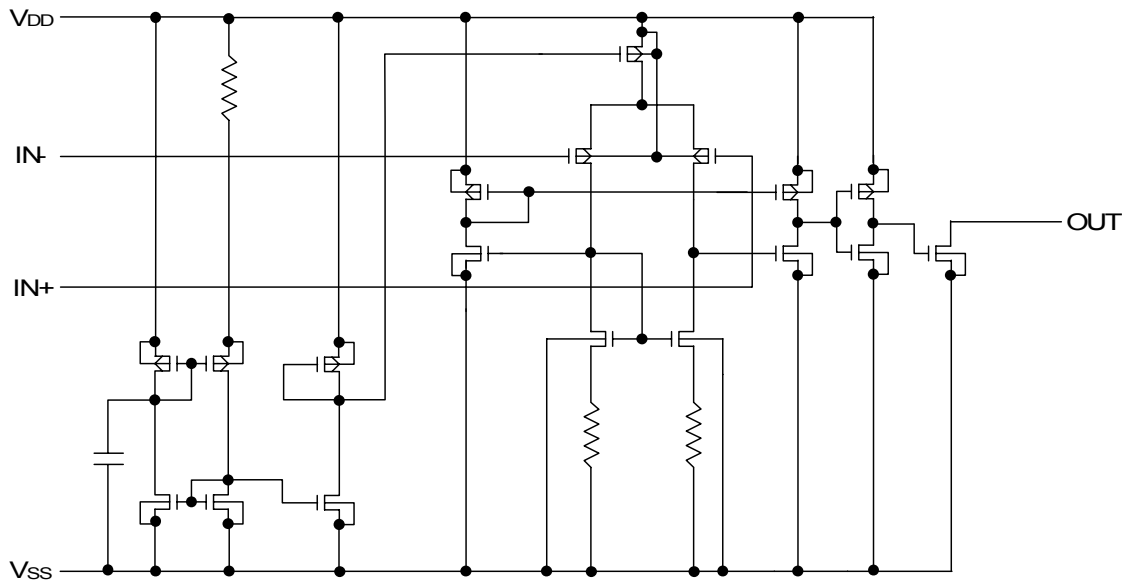 VDD
IN-
OUT
IN+
VSS